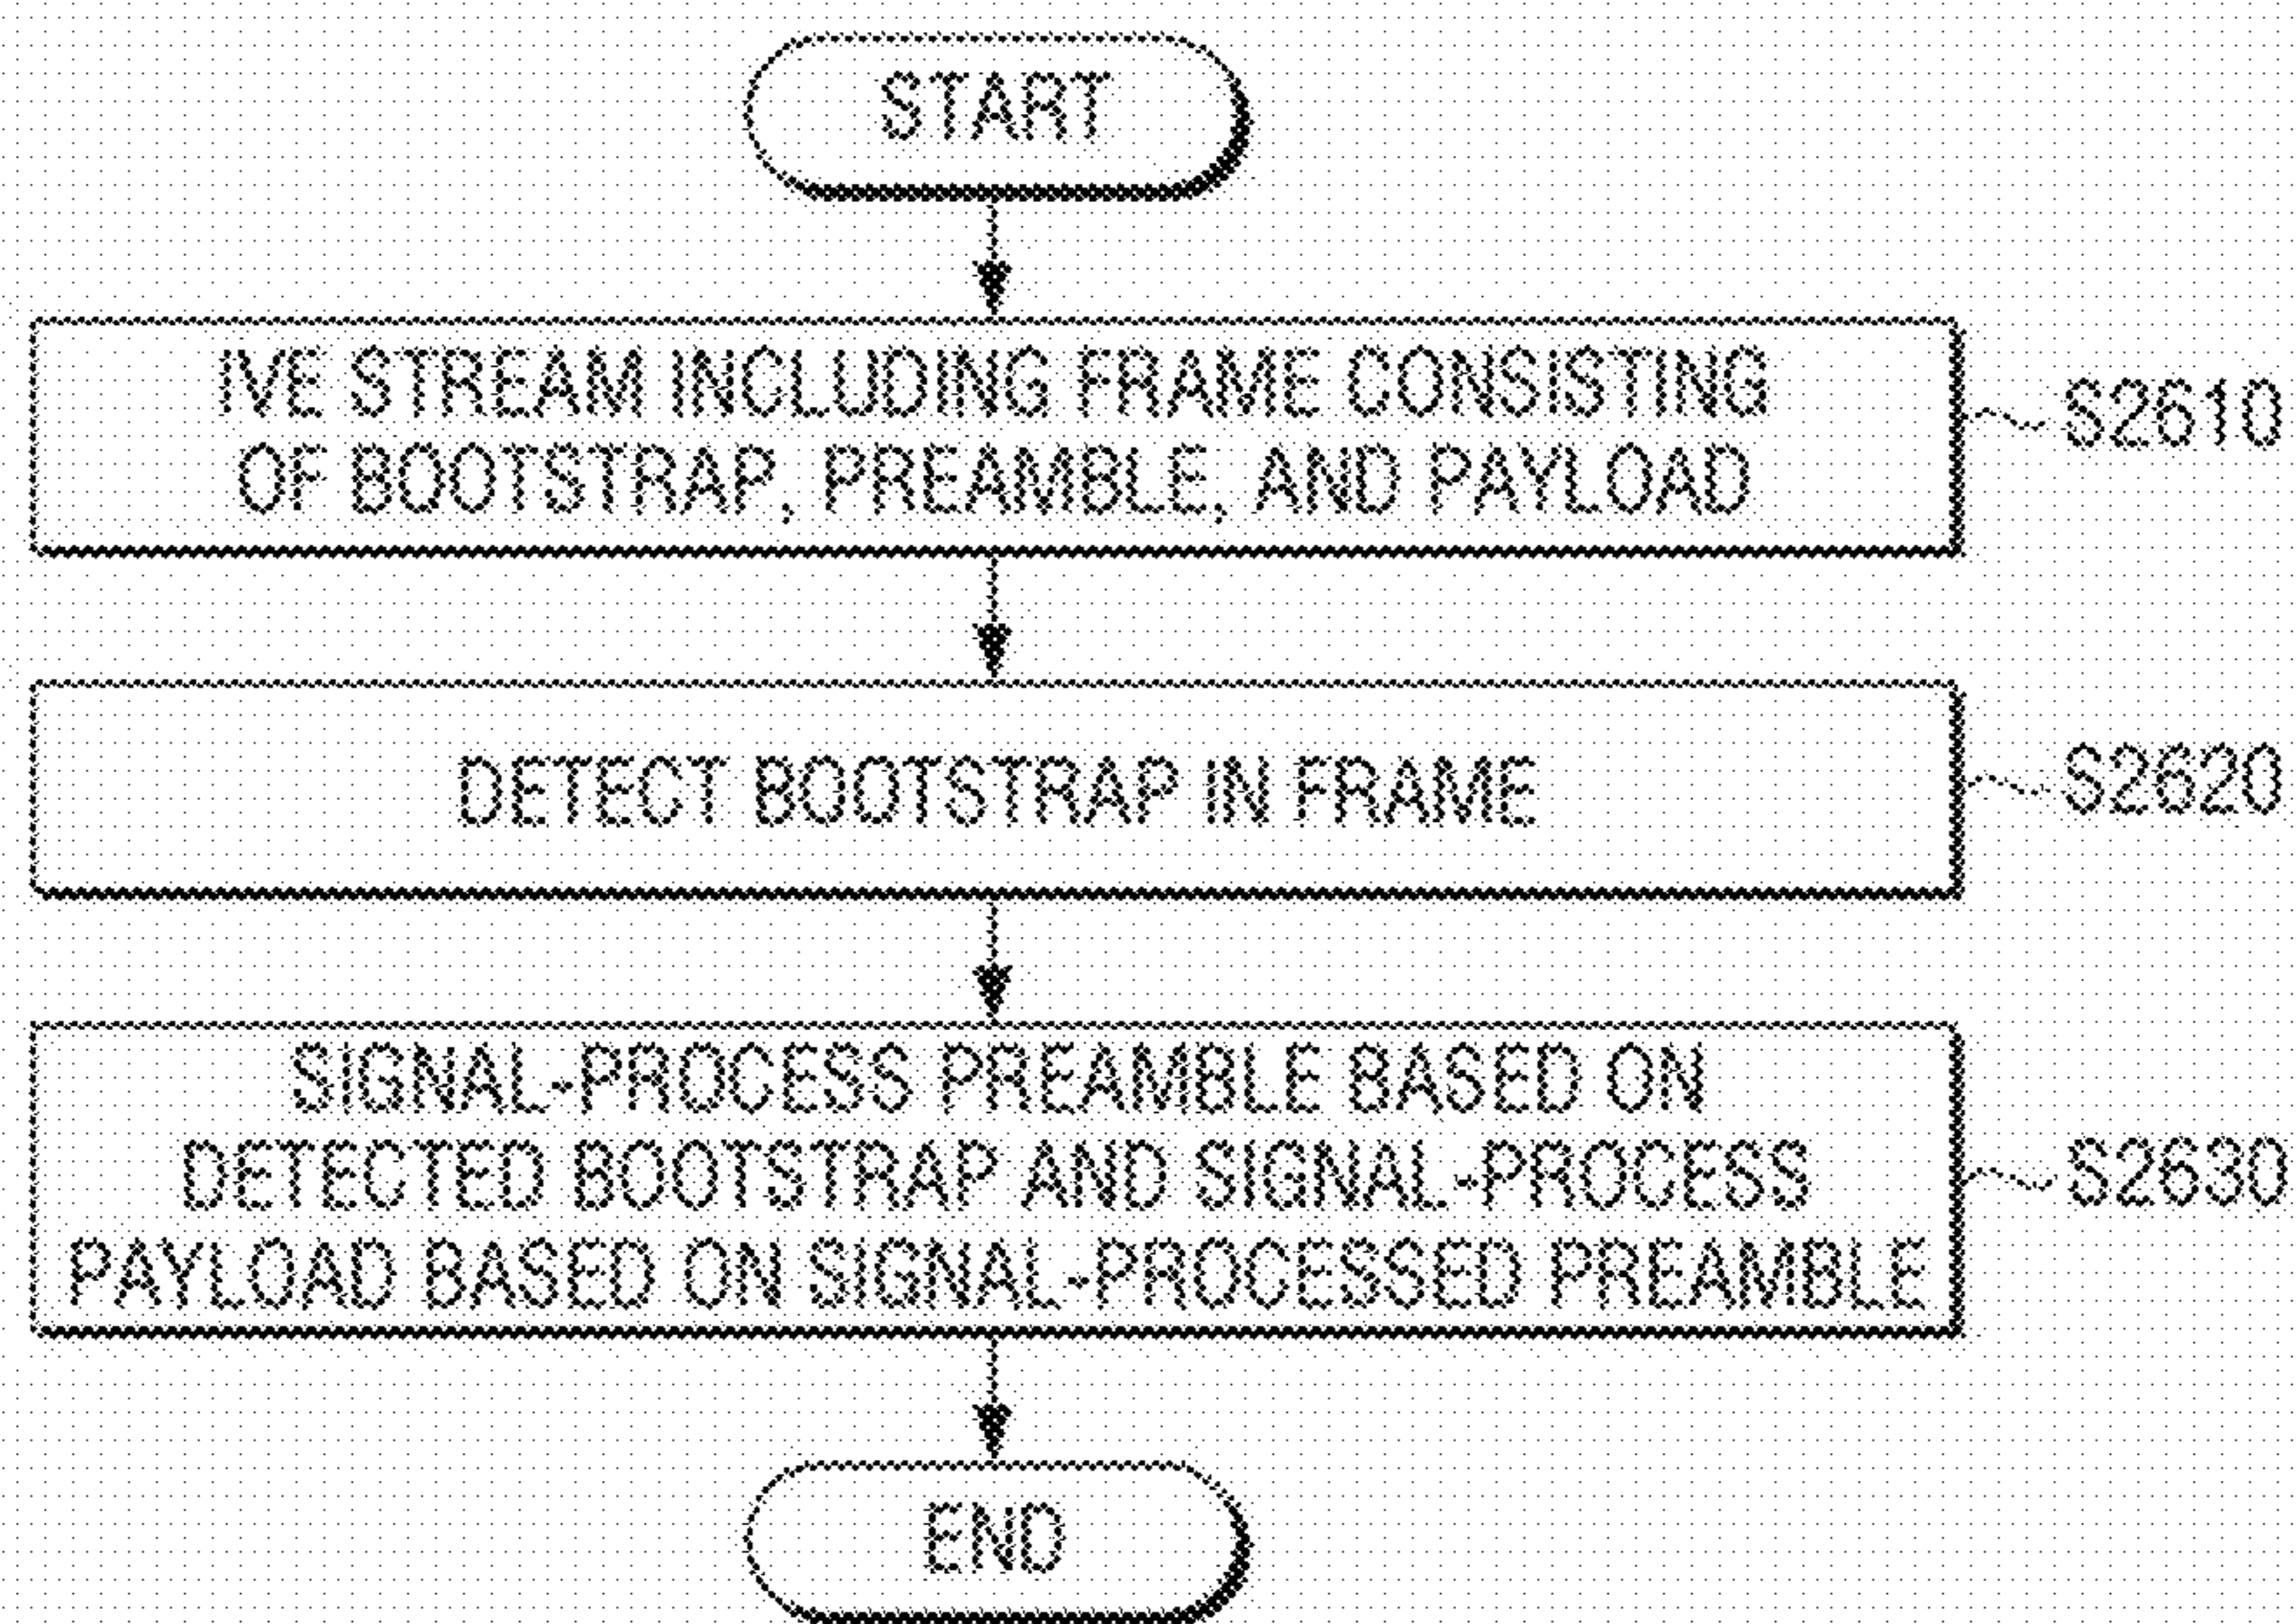 START
IVE STREAM INCLUDING FRAME CONSISTING
OF BOOTSTRAP, PREAMBLE, AND PAYLOAD
S2610
DETECT BOOTSTRAP IN FRAME
S2620
SIGNAL-PROCESS PREAMBLE BASED ON
DETECTED BOOTSTRAP AND SIGNAL-PROCESS
PAYLOAD BASED ON SIGNAL-PROCESSED PREAMBLE
S2630
END